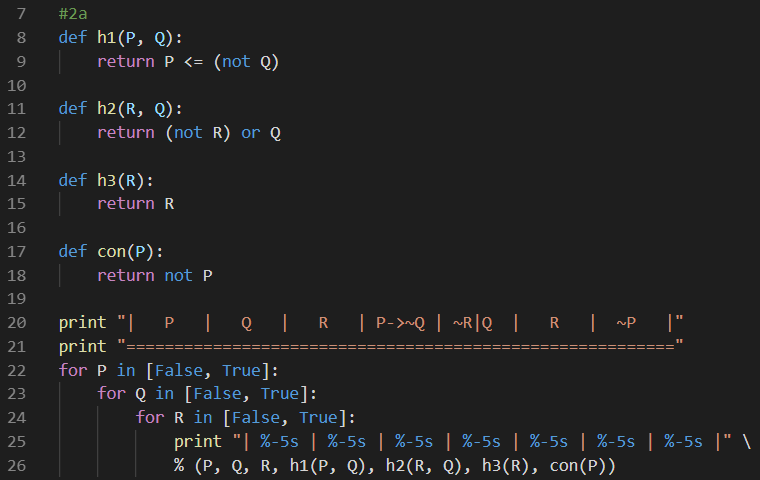 7 #2a
8 def h1(P, Q):
9     return P <= (not Q)
10
11 def h2(R, Q):
12     return (not R) or Q
13
14 def h3(R):
15     return R
16
17 def con(P):
18     return not P
19
20 print "|   P   |   Q   |   R   | P->~Q | ~R|Q  |   R   |  ~P   |"
21 print "========================================================="
22 for P in [False, True]:
23     for Q in [False, True]:
24         for R in [False, True]:
25             print "| %-5s | %-5s | %-5s | %-5s | %-5s | %-5s | %-5s |" \
26             % (P, Q, R, h1(P, Q), h2(R, Q), h3(R), con(P))